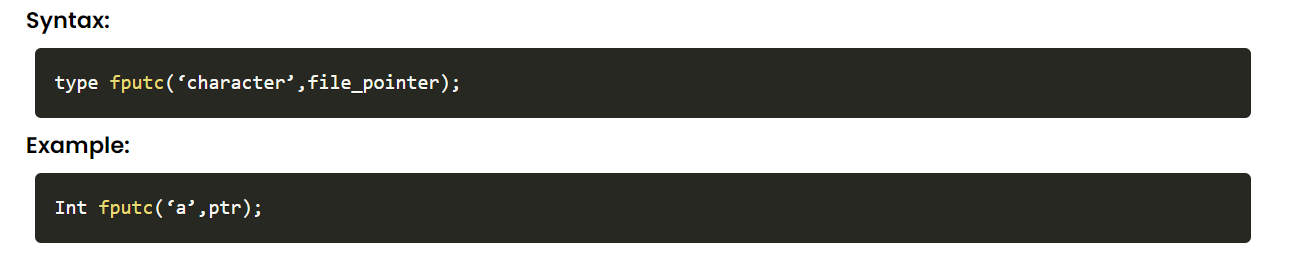 Syntax:
type fputc(‘character’,file_pointer);
Example:
Int fputc(‘a’,ptr);